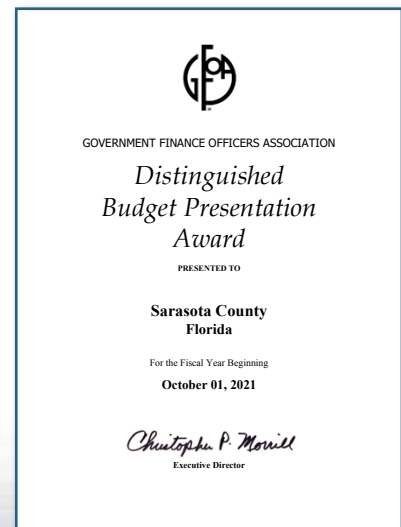 GFOA
GOVERNMENT FINANCE OFFICERS ASSOCIATION
Distinguished
Budget Presentation
Award
PRESENTED TO
Sarasota County
Florida
For the Fiscal Year Beginning
October 01, 2021
Christopher P. Morrill
Executive Director